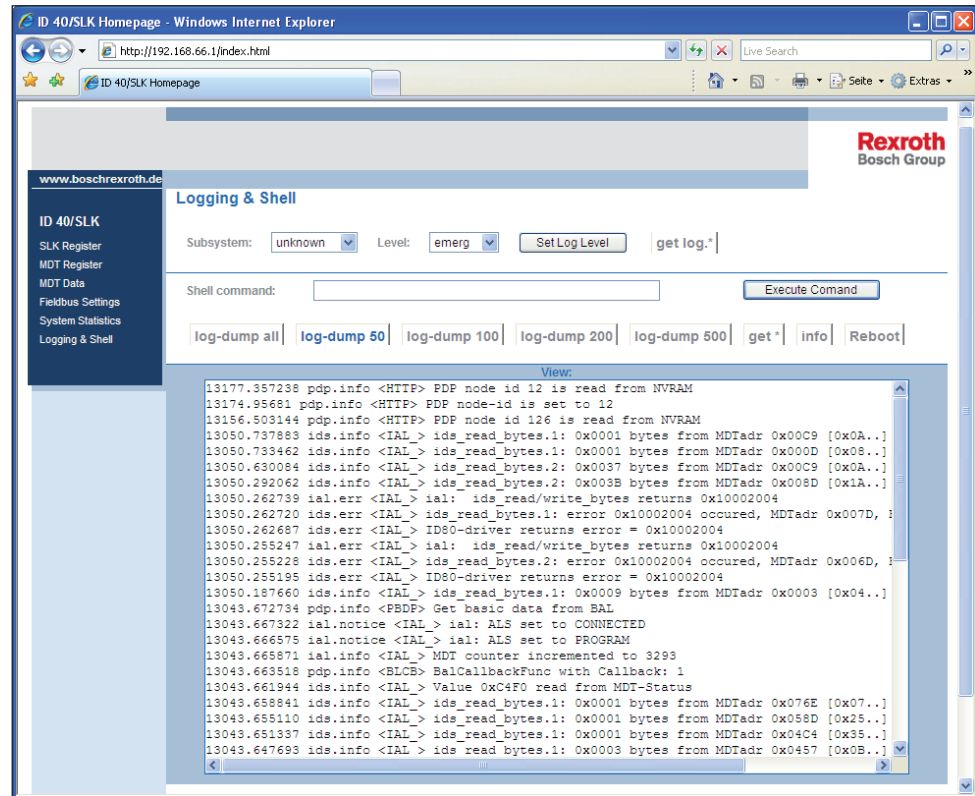 ID 40/SLK Homepage - Windows Internet Explorer
http://192.168.66.1/index.html
Live Search
ID 40/SLK Homepage
Seite
Extras
»
Rexroth
Bosch Group
www.boschrexroth.de
Logging & Shell
ID 40/SLK
SLK Register
MDT Register
MDT Data
Fieldbus Settings
System Statistics
Logging & Shell
Subsystem: unknown Level: emerg Set Log Level get log.*
Shell command: Execute Comand
log-dump all log-dump 50 log-dump 100 log-dump 200 log-dump 500 get * info Reboot
View:
13177.357238 pdp.info <HTTP> PDP node id 12 is read from NVRAM
13174.95681 pdp.info <HTTP> PDP node-id is set to 12
13156.503144 pdp.info <HTTP> PDP node id 126 is read from NVRAM
13050.737883 ids.info <IAL_> ids_read_bytes.1: 0x0001 bytes from MDTadr 0x00C9 [0x0A..]
13050.733462 ids.info <IAL_> ids_read_bytes.1: 0x0001 bytes from MDTadr 0x000D [0x08..]
13050.630084 ids.info <IAL_> ids_read_bytes.2: 0x0037 bytes from MDTadr 0x00C9 [0x0A..]
13050.292062 ids.info <IAL_> ids_read_bytes.2: 0x003B bytes from MDTadr 0x008D [0x1A..]
13050.262739 ial.err <IAL_> ial: ids_read/write_bytes returns 0x10002004
13050.262720 ids.err <IAL_> ids_read_bytes.1: error 0x10002004 occured, MDTadr 0x007D,
13050.262687 ids.err <IAL_> ID80-driver returns error = 0x10002004
13050.255247 ial.err <IAL_> ial: ids_read/write_bytes returns 0x10002004
13050.255228 ids.err <IAL_> ids_read_bytes.2: error 0x10002004 occured, MDTadr 0x006D,
13050.255195 ids.err <IAL_> ID80-driver returns error = 0x10002004
13050.187660 ids.info <IAL_> ids_read_bytes.1: 0x0009 bytes from MDTadr 0x0003 [0x04..]
13043.672734 pdp.info <PBDP> Get basic data from BAL
13043.667322 ial.notice <IAL_> ial: ALS set to CONNECTED
13043.666575 ial.notice <IAL_> ial: ALS set to PROGRAM
13043.665871 ial.info <IAL_> MDT counter incremented to 3293
13043.663518 pdp.info <BLCB> BalCallbackFunc with Callback: 1
13043.661944 ids.info <IAL_> Value 0xC4F0 read from MDT-Status
13043.658841 ids.info <IAL_> ids_read_bytes.1: 0x0001 bytes from MDTadr 0x076E [0x07..]
13043.655110 ids.info <IAL_> ids_read_bytes.1: 0x0001 bytes from MDTadr 0x058D [0x25..]
13043.651337 ids.info <IAL_> ids_read_bytes.1: 0x0001 bytes from MDTadr 0x04C4 [0x35..]
13043.647693 ids.info <IAL_> ids_read_bytes.1: 0x0003 bytes from MDTadr 0x0457 [0x0B..]